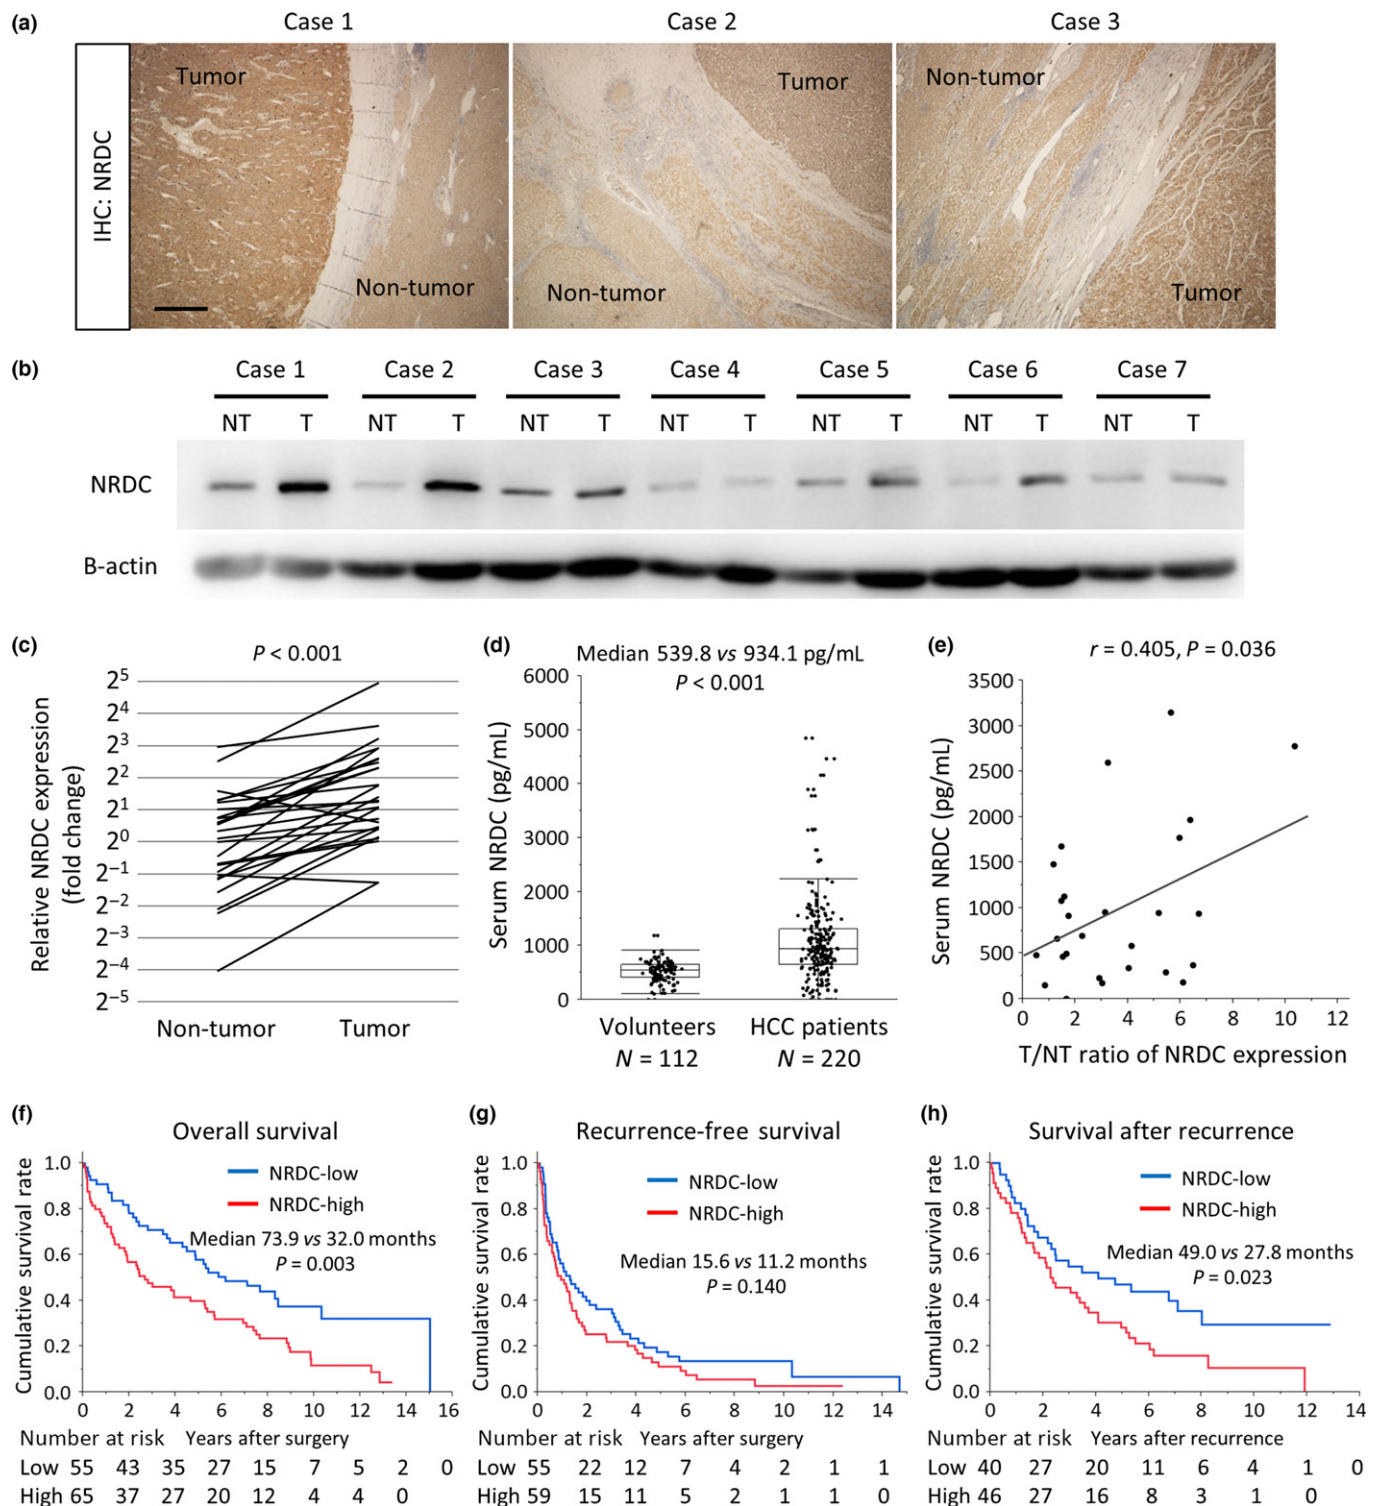 (a)
Case 1 Case 2 Case 3
IHC: NRDC
Tumor
Non-tumor
Tumor
Non-tumor
Non-tumor
Tumor
(b)
Case 1 Case 2 Case 3 Case 4 Case 5 Case 6 Case 7
NT T NT T NT T NT T NT T NT T NT T
NRDC
B-actin
(c)
P < 0.001
Relative NRDC expression
(fold change)
2⁵
2⁴
2³
2²
2¹
2⁰
2⁻¹
2⁻²
2⁻³
2⁻⁴
2⁻⁵
Non-tumor Tumor
(d)
Median 539.8 vs 934.1 pg/mL
P < 0.001
Serum NRDC (pg/mL)
6000
5000
4000
3000
2000
1000
0
Volunteers HCC patients
N = 112 N = 220
(e)
r = 0.405, P = 0.036
Serum NRDC (pg/mL)
3500
3000
2500
2000
1500
1000
500
0
0 2 4 6 8 10 12
T/NT ratio of NRDC expression
(f)
Overall survival
Cumulative survival rate
1.0
0.8
0.6
0.4
0.2
0.0
NRDC-low
NRDC-high
Median 73.9 vs 32.0 months
P = 0.003
0 2 4 6 8 10 12 14 16
Number at risk Years after surgery
Low 55 43 35 27 15 7 5 2 0
High 65 37 27 20 12 4 4 0
(g)
Recurrence-free survival
Cumulative survival rate
1.0
0.8
0.6
0.4
0.2
0.0
NRDC-low
NRDC-high
Median 15.6 vs 11.2 months
P = 0.140
0 2 4 6 8 10 12 14
Number at risk Years after surgery
Low 55 22 12 7 4 2 1 1
High 59 15 11 5 2 1 1 0
(h)
Survival after recurrence
Cumulative survival rate
1.0
0.8
0.6
0.4
0.2
0.0
NRDC-low
NRDC-high
Median 49.0 vs 27.8 months
P = 0.023
0 2 4 6 8 10 12 14
Number at risk Years after recurrence
Low 40 27 20 11 6 4 1 0
High 46 27 16 8 3 1 0